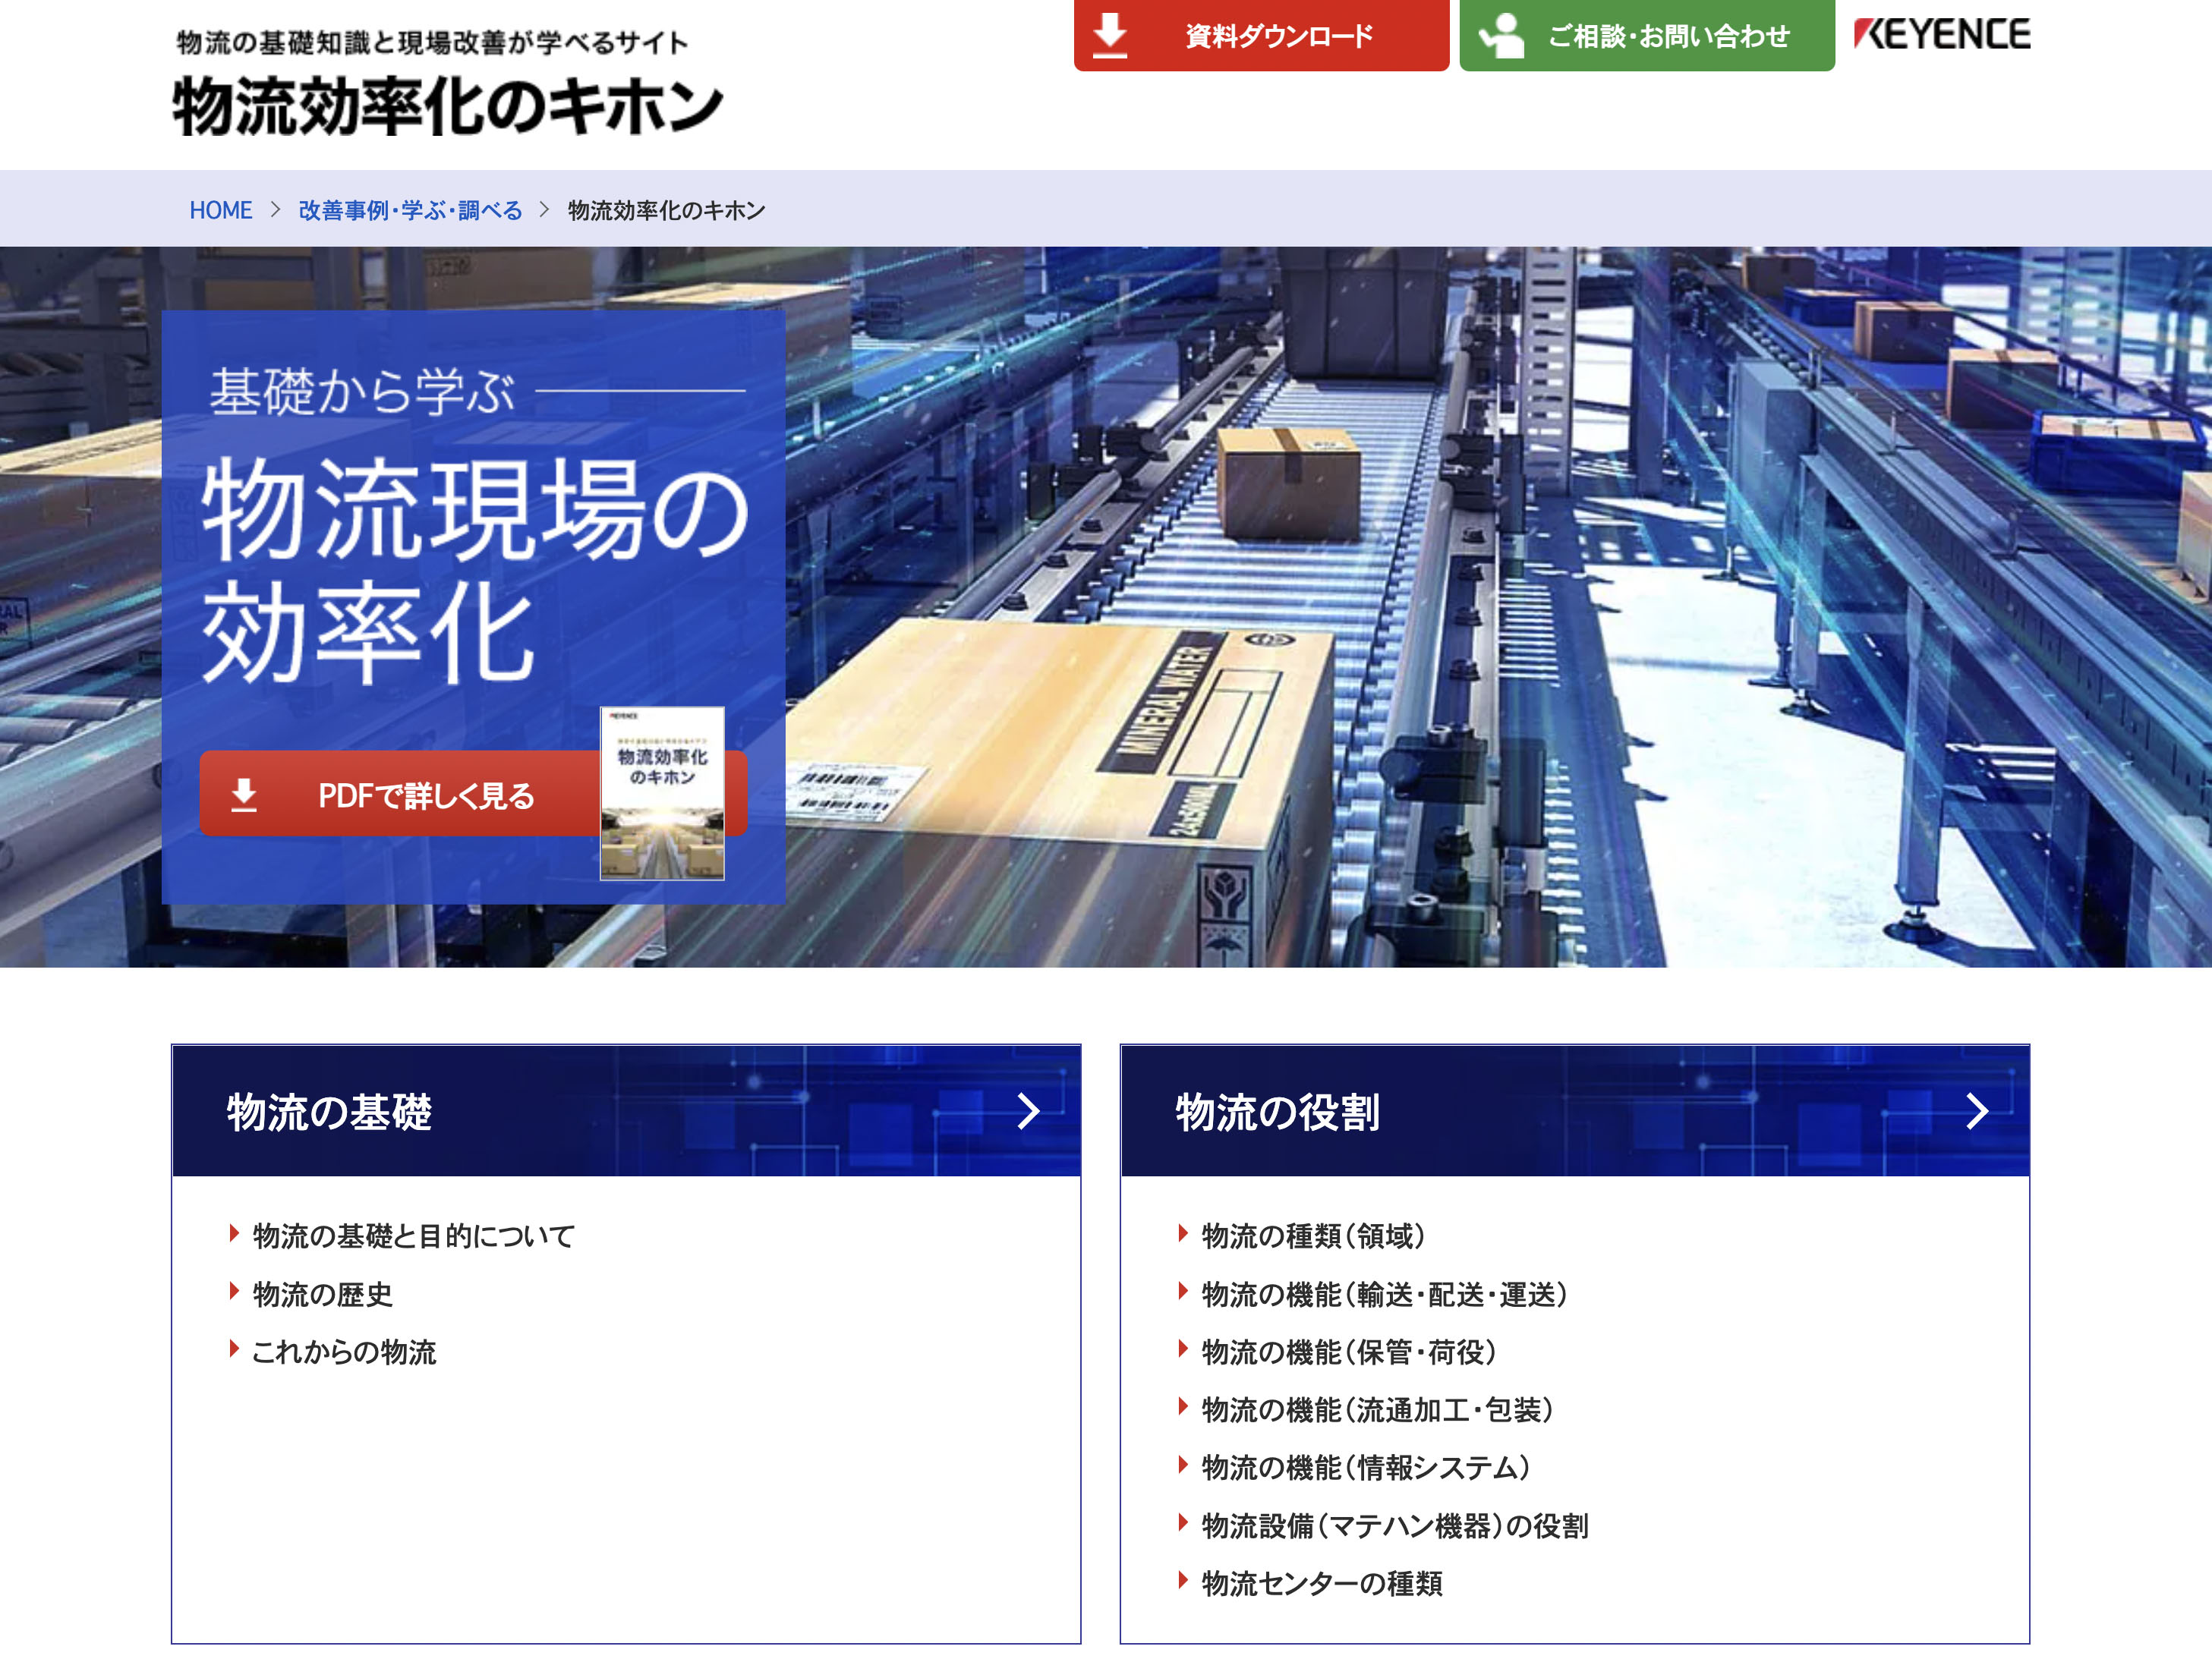 物流の基礎知識と現場改善が学べるサイト
物流効率化のキホン
資料ダウンロード
ご相談・お問い合わせ
KEYENCE
HOME > 改善事例・学ぶ・調べる > 物流効率化のキホン
基礎から学ぶ
物流現場の
効率化
PDFで詳しく見る
KEYENCE
物流効率化
のキホン
MINERAL WATER
物流の基礎
物流の基礎と目的について
物流の歴史
これからの物流
物流の役割
物流の種類（領域）
物流の機能（輸送・配送・運送）
物流の機能（保管・荷役）
物流の機能（流通加工・包装）
物流の機能（情報システム）
物流設備（マテハン機器）の役割
物流センターの種類